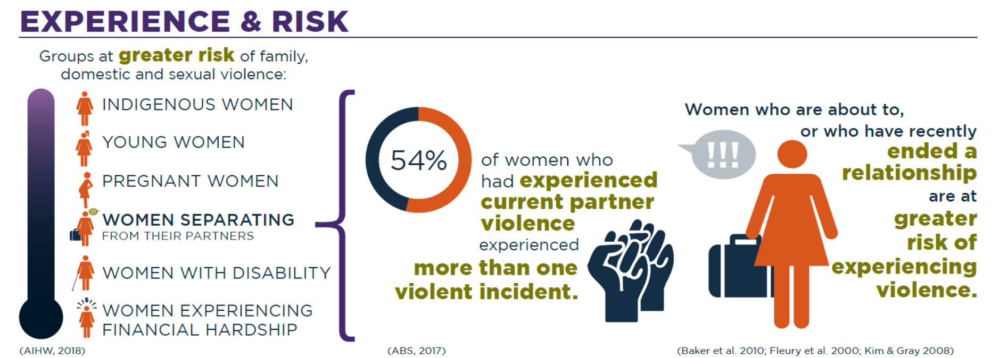 EXPERIENCE & RISK
Groups at greater risk of family,
domestic and sexual violence:
INDIGENOUS WOMEN
YOUNG WOMEN
PREGNANT WOMEN
!!!
WOMEN SEPARATING
FROM THEIR PARTNERS
WOMEN WITH DISABILITY
$
WOMEN EXPERIENCING
FINANCIAL HARDSHIP
(AIHW, 2018)
54%
of women who
had experienced
current partner
violence
experienced
more than one
violent incident.
(ABS, 2017)
Women who are about to,
or who have recently
!!!
ended a
relationship
are at
greater
risk of
experiencing
violence.
(Baker et al. 2010; Fleury et al. 2000; Kim & Gray 2008)